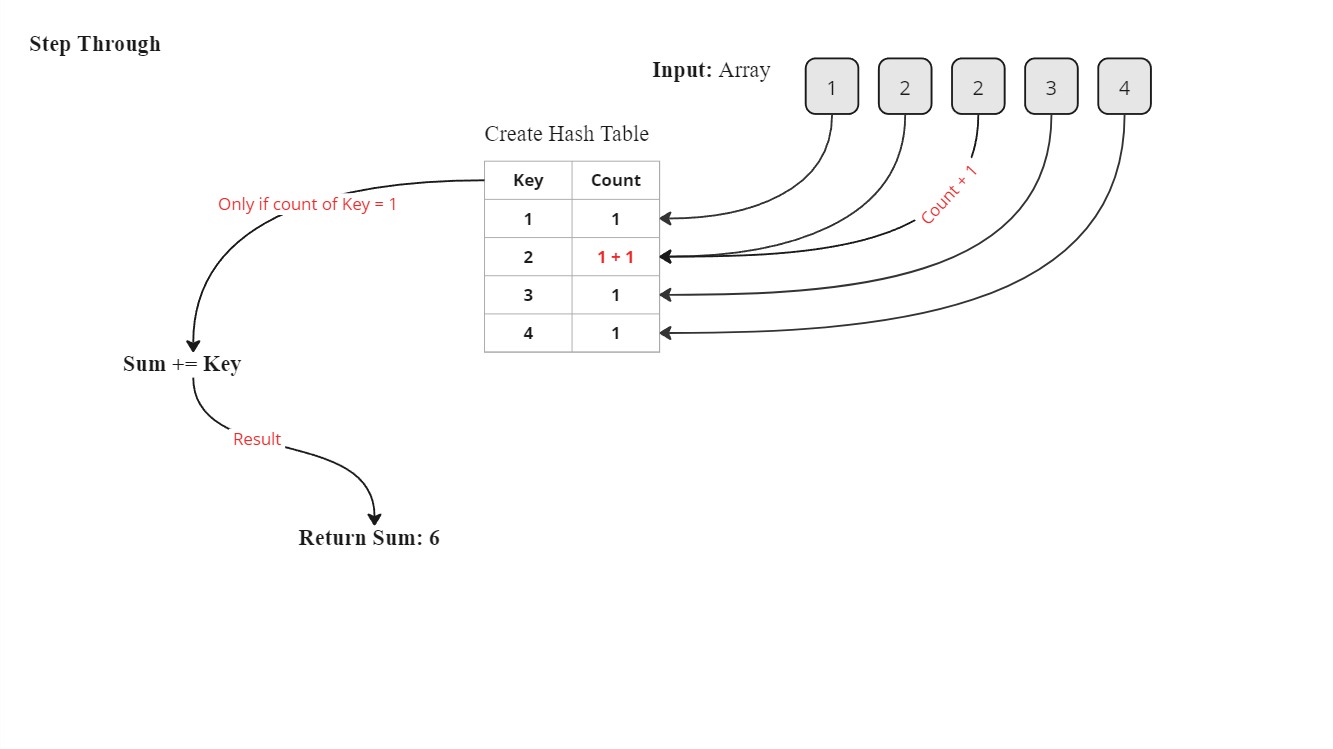 Step Through
Input: Array
1 2 2 3 4
Create Hash Table
Key Count
1 1
2 1 + 1
3 1
4 1
Count + 1
Only if count of Key = 1
Sum += Key
Result
Return Sum: 6